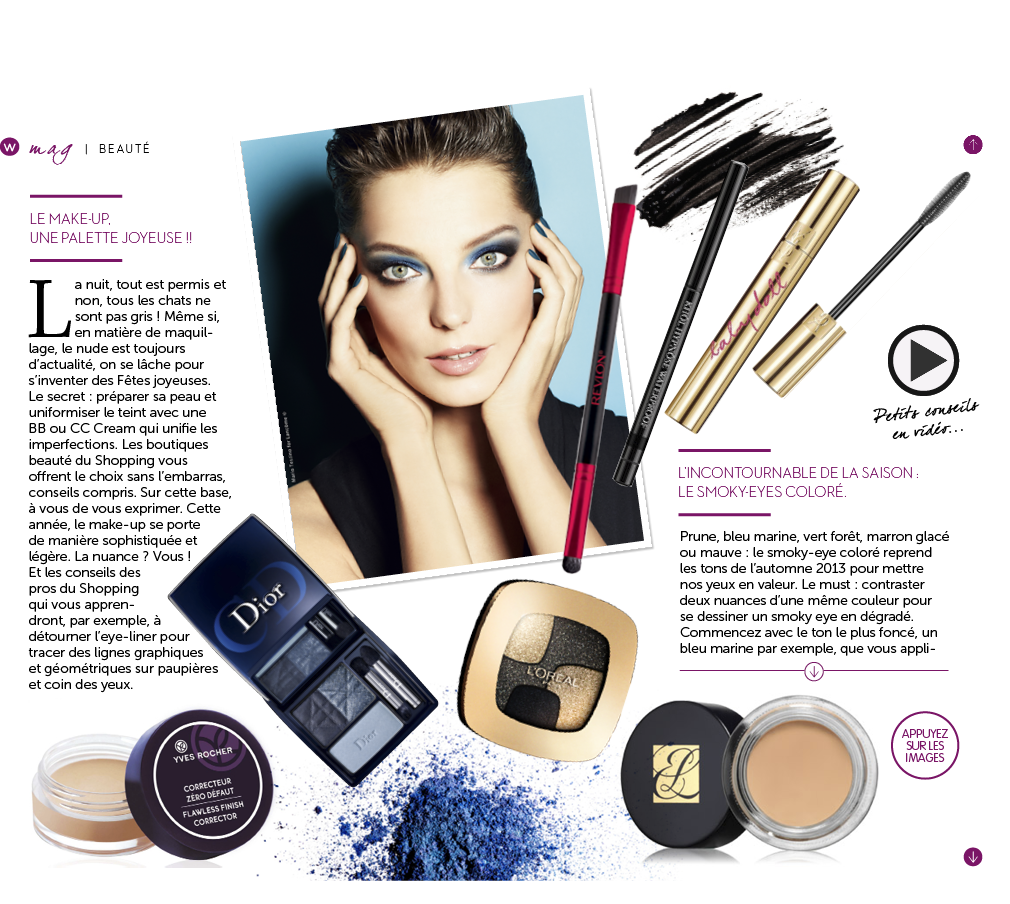 w mag | BEAUTÉ
LE MAKE-UP,
UNE PALETTE JOYEUSE !!
La nuit, tout est permis et
non, tous les chats ne
sont pas gris ! Même si,
en matière de maquil-
lage, le nude est toujours
d'actualité, on se lâche pour
s'inventer des Fêtes joyeuses.
Le secret : préparer sa peau et
uniformiser le teint avec une
BB ou CC Cream qui unifie les
imperfections. Les boutiques
beauté du Shopping vous
offrent le choix sans l'embarras,
conseils compris. Sur cette base,
à vous de vous exprimer. Cette
année, le make-up se porte
de manière sophistiquée et
légère. La nuance ? Vous !
Et les conseils des
pros du Shopping
qui vous appren-
dront, par exemple, à
détourner l'eye-liner pour
tracer des lignes graphiques
et géométriques sur paupières
et coin des yeux.
REVLON
KHÔL HYPNÔSE WATERPROOF
babydoll
Petits conseils
en vidéo...
L'INCONTOURNABLE DE LA SAISON :
LE SMOKY-EYES COLORÉ.
Prune, bleu marine, vert forêt, marron glacé
ou mauve : le smoky-eye coloré reprend
les tons de l'automne 2013 pour mettre
nos yeux en valeur. Le must : contraster
deux nuances d'une même couleur pour
se dessiner un smoky eye en dégradé.
Commencez avec le ton le plus foncé, un
bleu marine par exemple, que vous appli-
Dior
Dior
L'ORÉAL
YVES ROCHER
CORRECTEUR
ZÉRO DÉFAUT
FLAWLESS FINISH
CORRECTOR
APPUYEZ
SUR LES
IMAGES